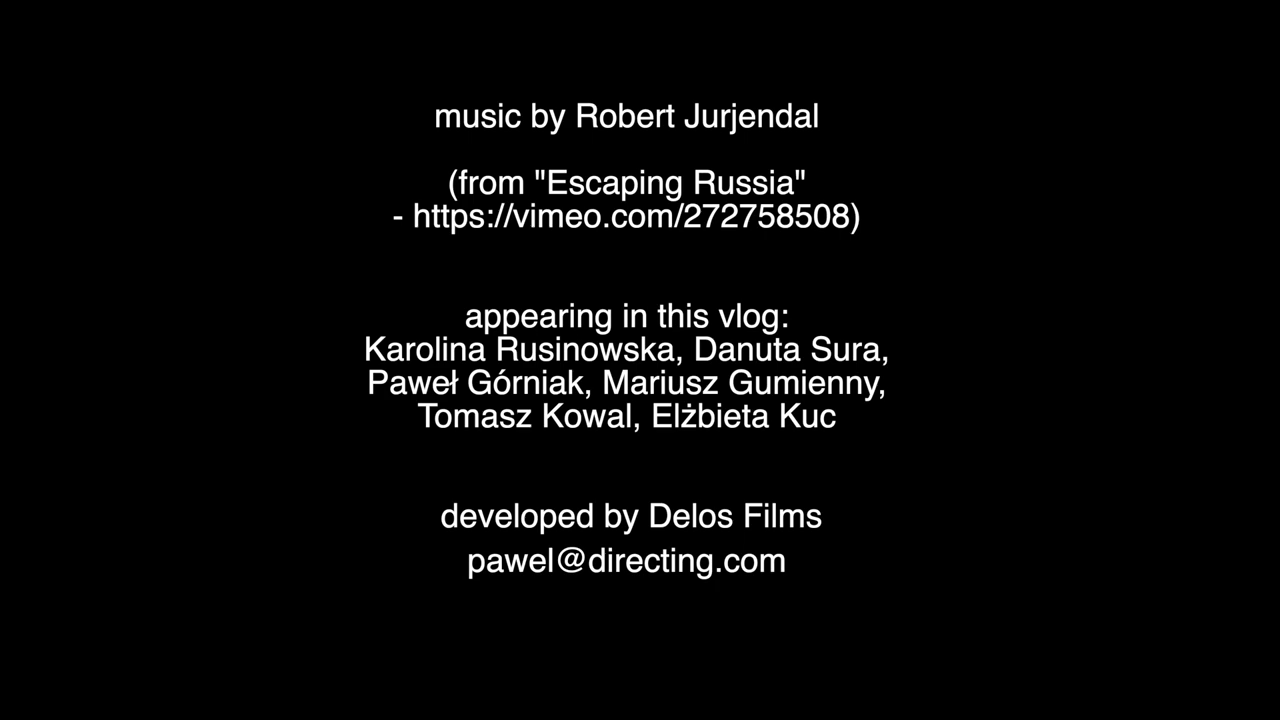 music by Robert Jurjendal
(from "Escaping Russia"
- https://vimeo.com/272758508)
appearing in this vlog:
Karolina Rusinowska, Danuta Sura,
Paweł Górniak, Mariusz Gumienny,
Tomasz Kowal, Elżbieta Kuc
developed by Delos Films
pawel@directing.com